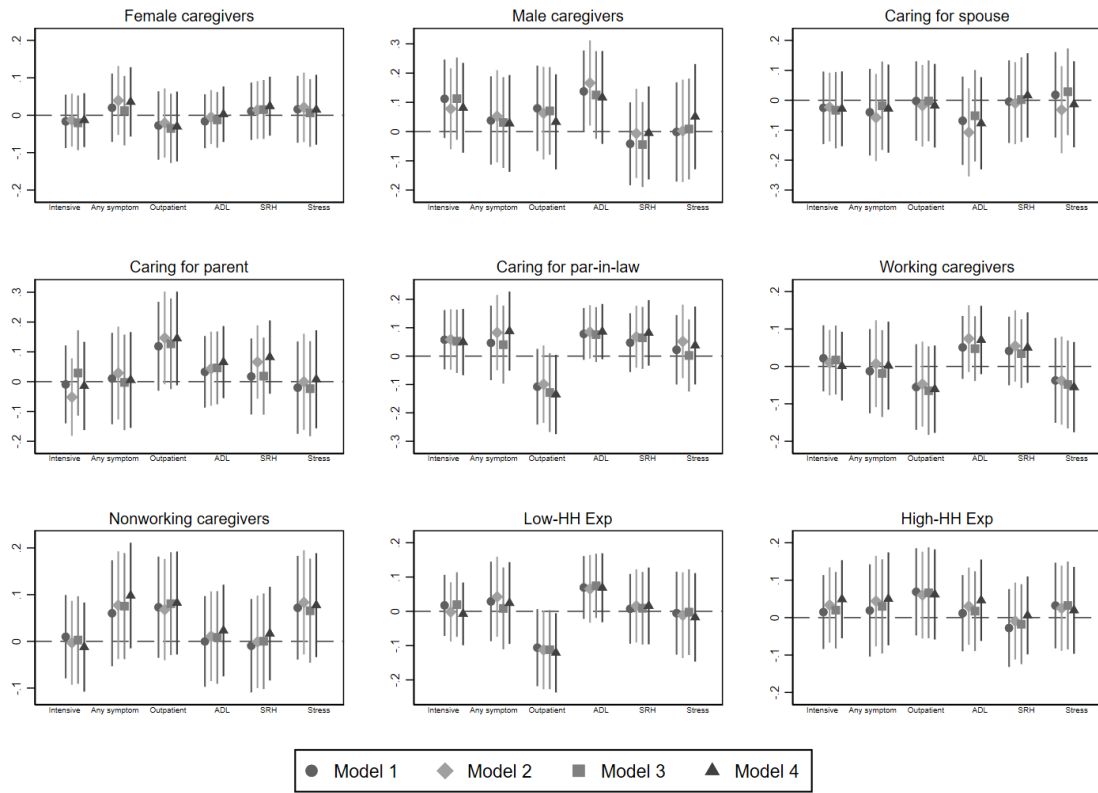 Female caregivers
.2
.1
0
-.1
-.2
Intensive Any symptom Outpatient ADL SRH Stress
Male caregivers
.3
.2
.1
0
-.1
-.2
Intensive Any symptom Outpatient ADL SRH Stress
Caring for spouse
.2
.1
0
-.1
-.2
-.3
Intensive Any symptom Outpatient ADL SRH Stress
Caring for parent
.3
.2
.1
0
-.1
-.2
Intensive Any symptom Outpatient ADL SRH Stress
Caring for par-in-law
.2
.1
0
-.1
-.2
-.3
Intensive Any symptom Outpatient ADL SRH Stress
Working caregivers
.2
.1
0
-.1
-.2
Intensive Any symptom Outpatient ADL SRH Stress
Nonworking caregivers
.2
.1
0
-.1
Intensive Any symptom Outpatient ADL SRH Stress
Low-HH Exp
.2
.1
0
-.1
-.2
Intensive Any symptom Outpatient ADL SRH Stress
High-HH Exp
.2
.1
0
-.1
-.2
Intensive Any symptom Outpatient ADL SRH Stress
Model 1 Model 2 Model 3 Model 4